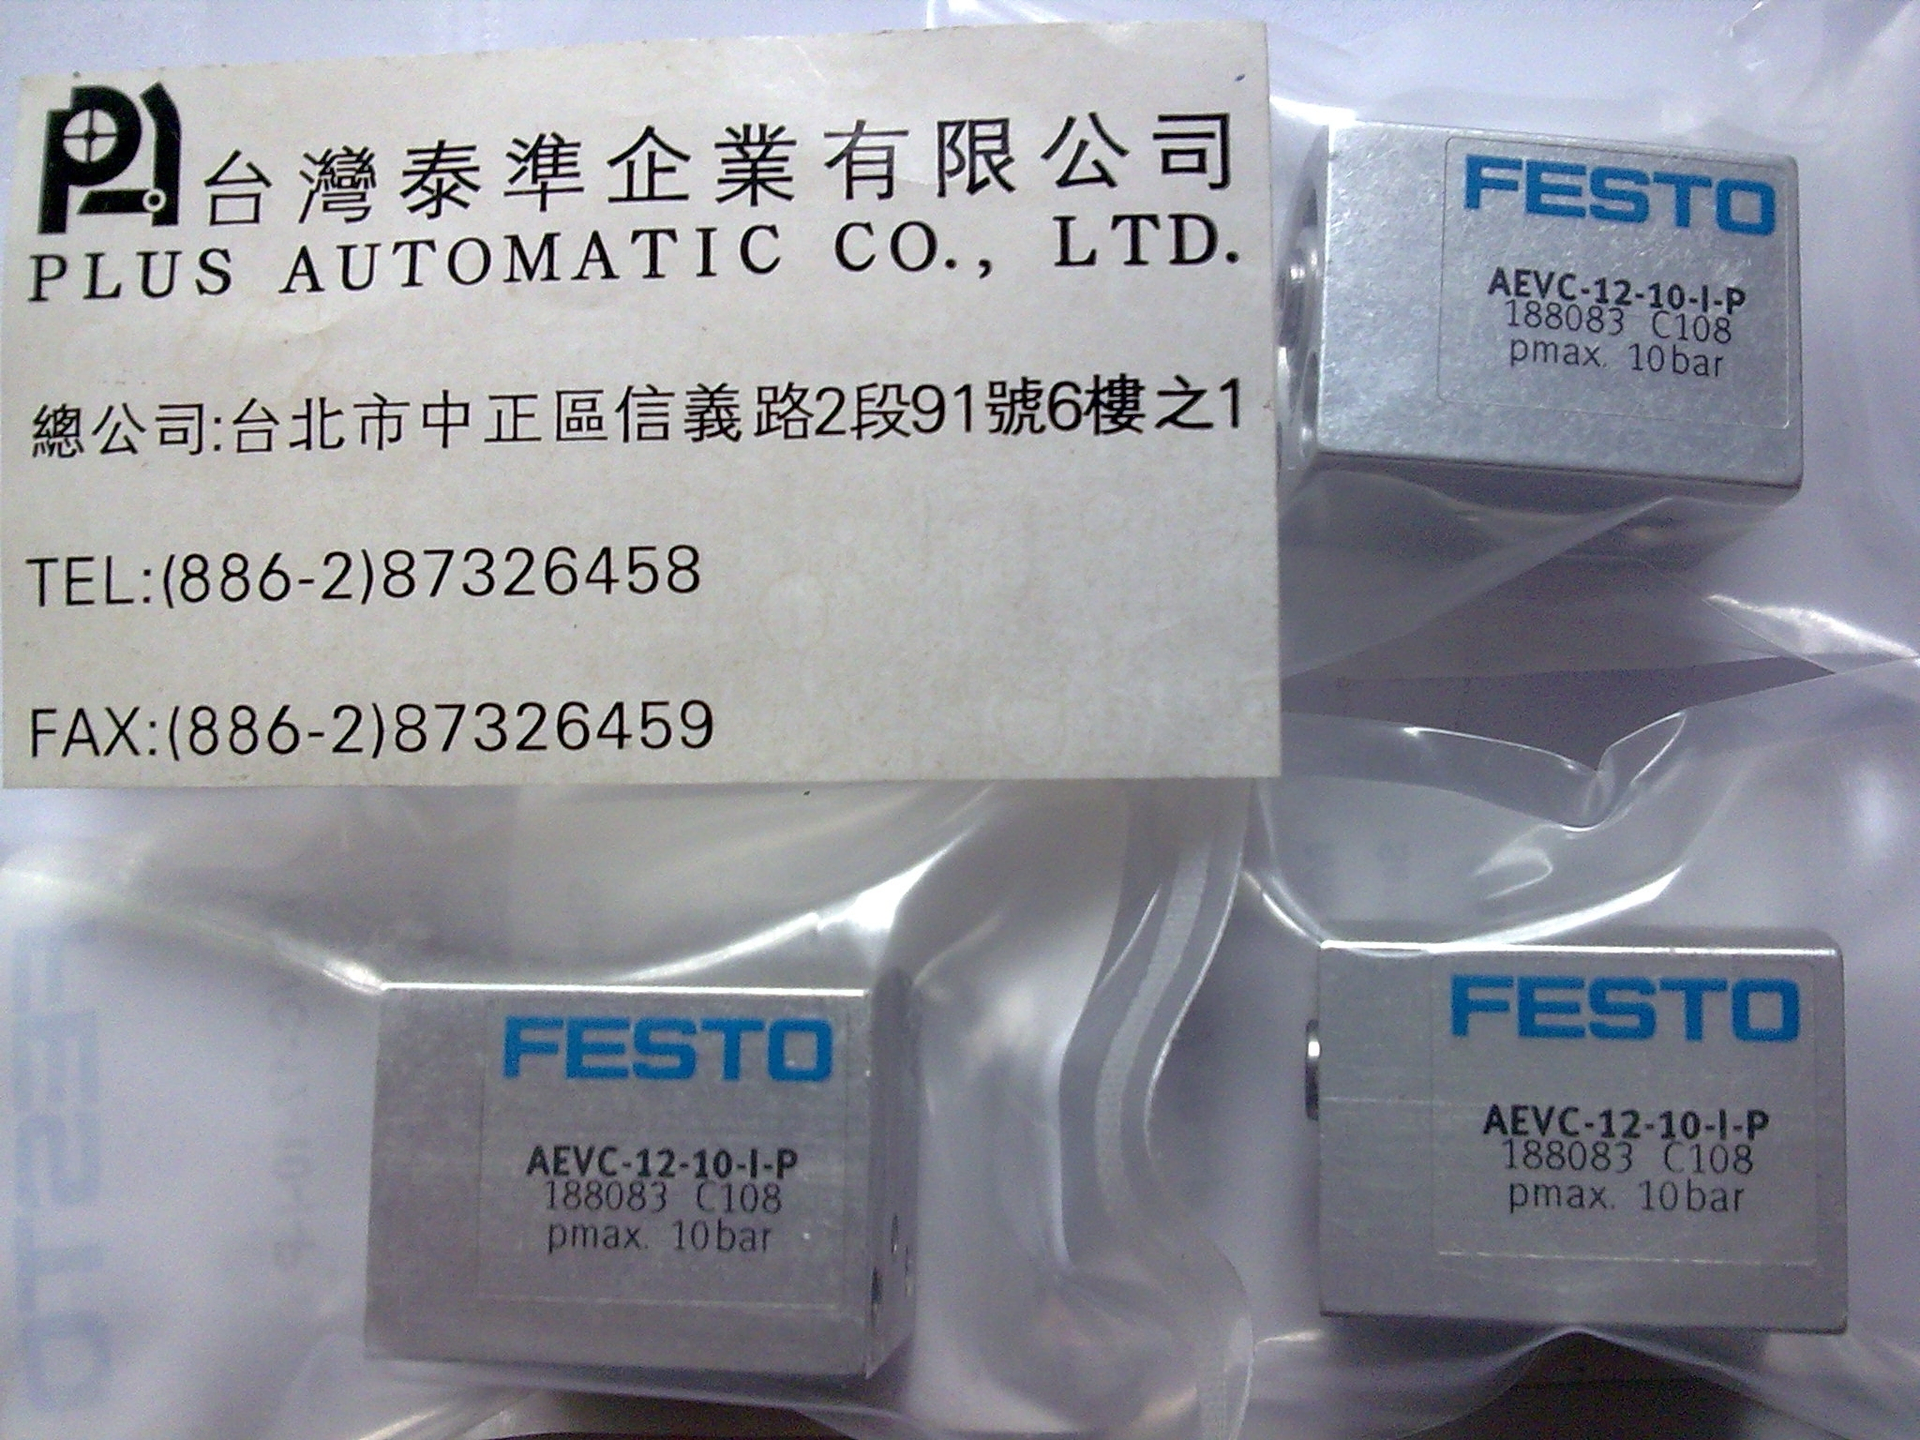 台灣泰準企業有限公司
PLUS AUTOMATIC CO., LTD.
總公司:台北市中正區信義路2段91號6樓之1
TEL:(886-2)87326458
FAX:(886-2)87326459
FESTO
AEVC-12-10-I-P
188083 C108
pmax. 10bar
FESTO
AEVC-12-10-I-P
188083 C108
pmax. 10bar
FESTO
AEVC-12-10-I-P
188083 C108
pmax. 10bar
FESTO